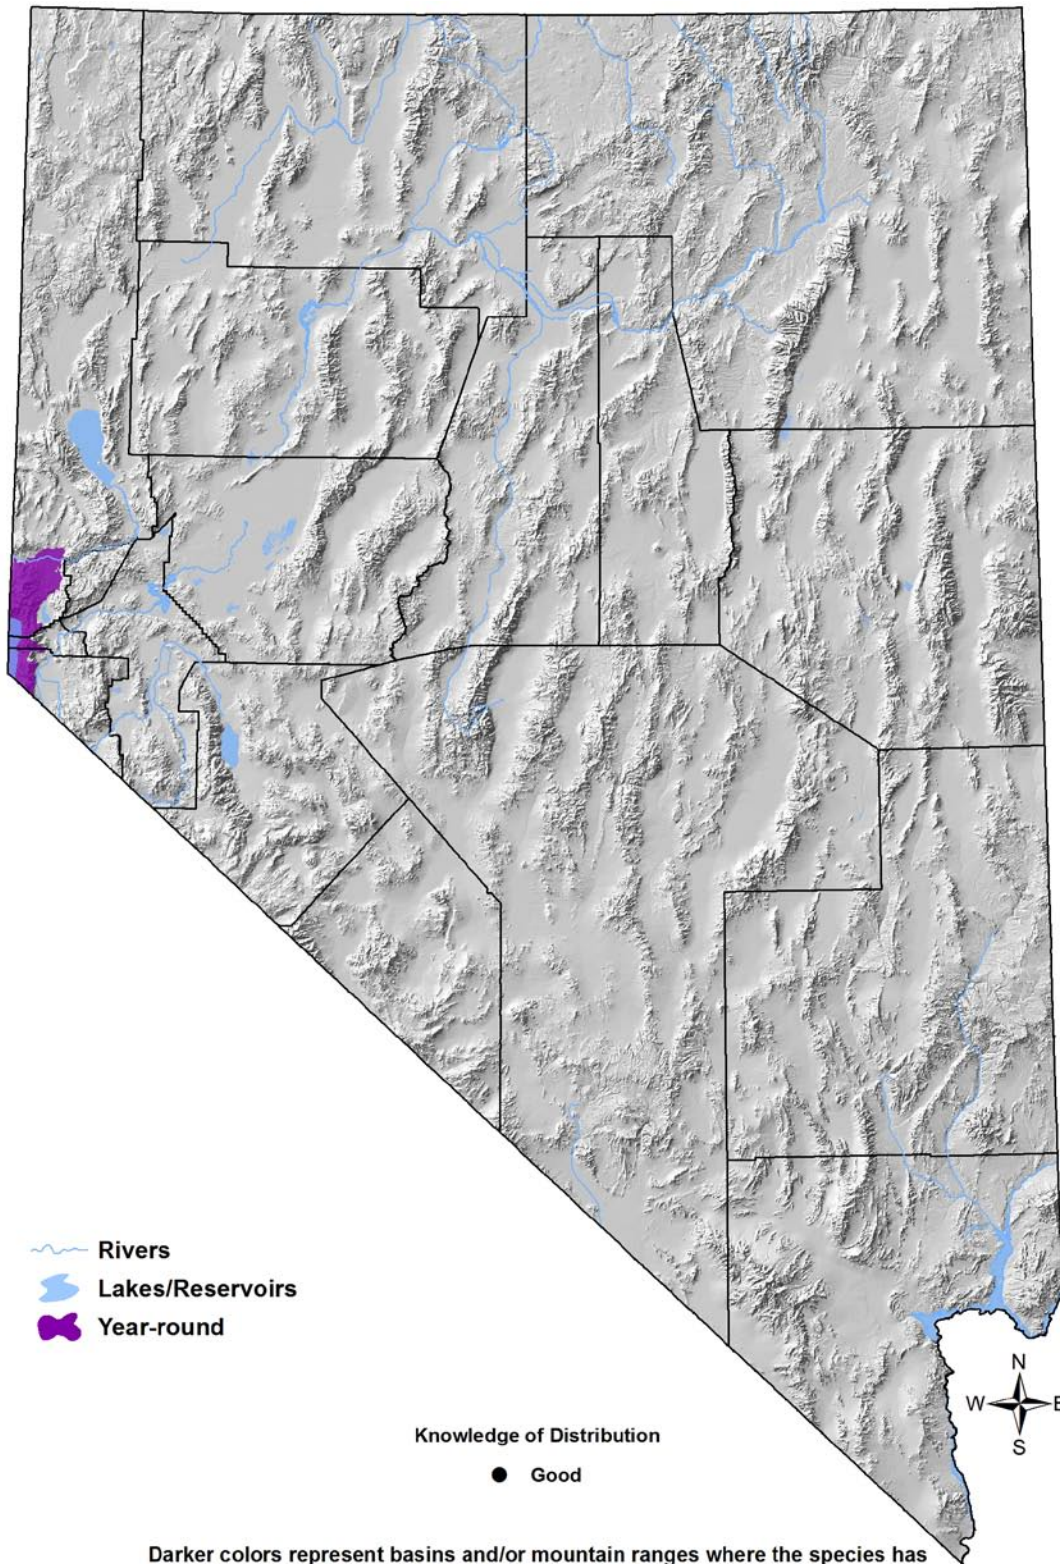 Rivers
Lakes/Reservoirs
Year-round
N
W E
S
Knowledge of Distribution
Good
Darker colors represent basins and/or mountain ranges where the species has